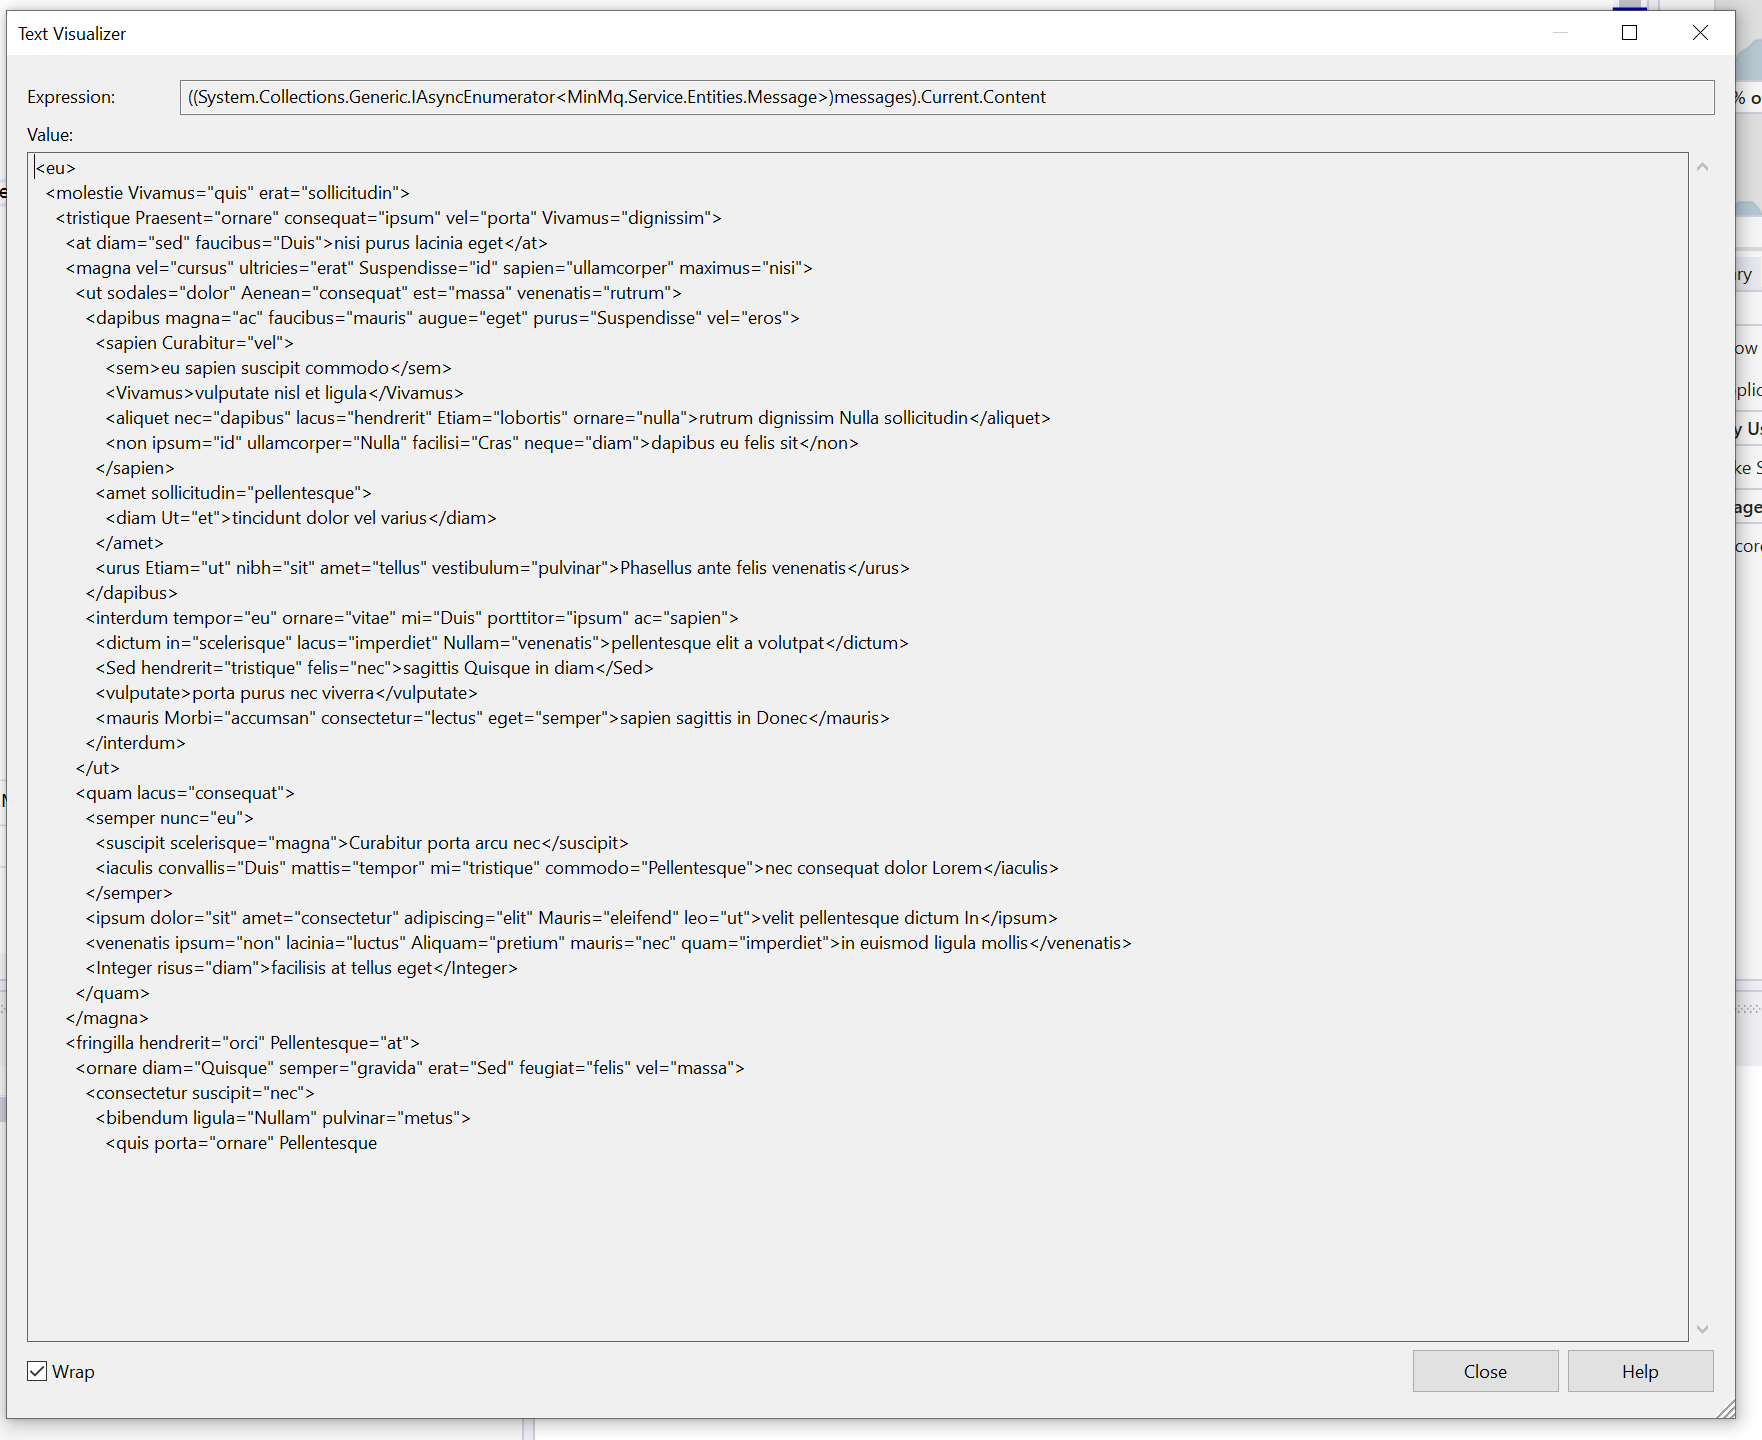 Text Visualizer
Expression: ((System.Collections.Generic.IAsyncEnumerator<MinMq.Service.Entities.Message>)messages).Current.Content
Value:
<eu>
<molestie Vivamus="quis" erat="sollicitudin">
<tristique Praesent="ornare" consequat="ipsum" vel="porta" Vivamus="dignissim">
<at diam="sed" faucibus="Duis">nisi purus lacinia eget</at>
<magna vel="cursus" ultricies="erat" Suspendisse="id" sapien="ullamcorper" maximus="nisi">
<ut sodales="dolor" Aenean="consequat" est="massa" venenatis="rutrum">
<dapibus magna="ac" faucibus="mauris" augue="eget" purus="Suspendisse" vel="eros">
<sapien Curabitur="vel">
<sem>eu sapien suscipit commodo</sem>
<Vivamus>vulputate nisl et ligula</Vivamus>
<aliquet nec="dapibus" lacus="hendrerit" Etiam="lobortis" ornare="nulla">rutrum dignissim Nulla sollicitudin</aliquet>
<non ipsum="id" ullamcorper="Nulla" facilisi="Cras" neque="diam">dapibus eu felis sit</non>
</sapien>
<amet sollicitudin="pellentesque">
<diam Ut="et">tincidunt dolor vel varius</diam>
</amet>
<urus Etiam="ut" nibh="sit" amet="tellus" vestibulum="pulvinar">Phasellus ante felis venenatis</urus>
</dapibus>
<interdum tempor="eu" ornare="vitae" mi="Duis" porttitor="ipsum" ac="sapien">
<dictum in="scelerisque" lacus="imperdiet" Nullam="venenatis">pellentesque elit a volutpat</dictum>
<Sed hendrerit="tristique" felis="nec">sagittis Quisque in diam</Sed>
<vulputate>porta purus nec viverra</vulputate>
<mauris Morbi="accumsan" consectetur="lectus" eget="semper">sapien sagittis in Donec</mauris>
</interdum>
</ut>
<quam lacus="consequat">
<semper nunc="eu">
<suscipit scelerisque="magna">Curabitur porta arcu nec</suscipit>
<iaculis convallis="Duis" mattis="tempor" mi="tristique" commodo="Pellentesque">nec consequat dolor Lorem</iaculis>
</semper>
<ipsum dolor="sit" amet="consectetur" adipiscing="elit" Mauris="eleifend" leo="ut">velit pellentesque dictum In</ipsum>
<venenatis ipsum="non" lacinia="luctus" Aliquam="pretium" mauris="nec" quam="imperdiet">in euismod ligula mollis</venenatis>
<Integer risus="diam">facilisis at tellus eget</Integer>
</quam>
</magna>
<fringilla hendrerit="orci" Pellentesque="at">
<ornare diam="Quisque" semper="gravida" erat="Sed" feugiat="felis" vel="massa">
<consectetur suscipit="nec">
<bibendum ligula="Nullam" pulvinar="metus">
<quis porta="ornare" Pellentesque
Wrap
Close
Help